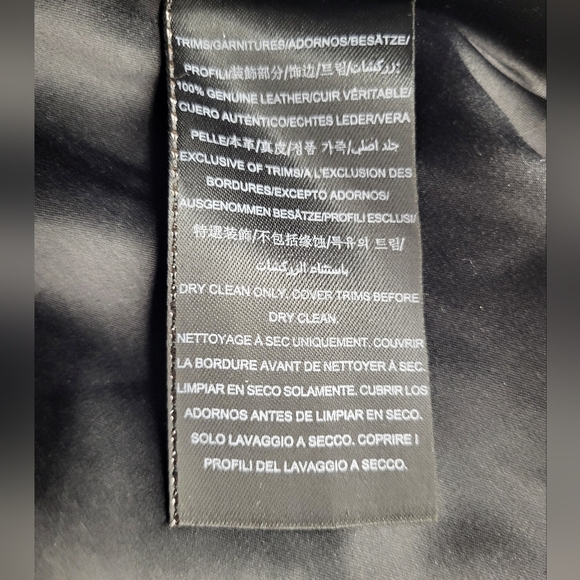 TRIMS/GARNITURES/ADORNOS/BESÄTZE/
PROFILI/装飾部分/饰边/트림/زركشات:
100% GENUINE LEATHER/CUIR VÉRITABLE/
CUERO AUTÉNTICO/ECHTES LEDER/VERA
PELLE/本革/真皮/정품 가죽/جلد اصلي
EXCLUSIVE OF TRIMS/A L'EXCLUSION DES
BORDURES/EXCEPTO ADORNOS/
AUSGENOMMEN BESÄTZE/PROFILI ESCLUSI/
特選装飾/不包括缘蚀/특유의 트림/
باستثناء الزركشات
DRY CLEAN ONLY. COVER TRIMS BEFORE
DRY CLEAN
NETTOYAGE À SEC UNIQUEMENT. COUVRIR
LA BORDURE AVANT DE NETTOYER À SEC.
LIMPIAR EN SECO SOLAMENTE. CUBRIR LOS
ADORNOS ANTES DE LIMPIAR EN SECO.
SOLO LAVAGGIO A SECCO. COPRIRE I
PROFILI DEL LAVAGGIO A SECCO.